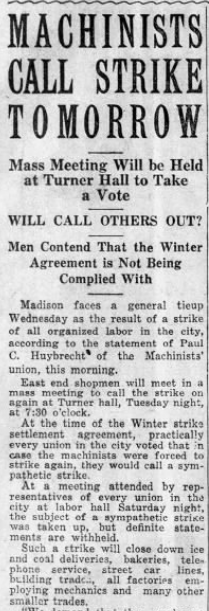 MACHINISTS
CALL STRIKE
TOMORROW
Mass Meeting Will be Held
at Turner Hall to Take
a Vote
WILL CALL OTHERS OUT?
Men Contend That the Winter
Agreement is Not Being
Complied With
Madison faces a general tieup
Wednesday as the result of a strike
of all organized labor in the city,
according to the statement of Paul
C. Huybrecht of the Machinists'
union, this morning.
East end shopmen will meet in a
mass meeting to call the strike on
again at Turner hall, Tuesday night,
at 7:30 o'clock.
At the time of the Winter strike
settlement agreement, practically
every union in the city voted that in
case the machinists were forced to
strike again, they would call a sym-
pathetic strike.
At a meeting attended by rep-
resentatives of every union in the
city at labor hall Saturday night,
the subject of a sympathetic strike
was taken up, but definite state-
ments are withheld.
Such a strike will close down ice
and coal deliveries, bakeries, tele-
phone service, street car lines,
building trades, all factories em-
ploying mechanics and many other
smaller trades.